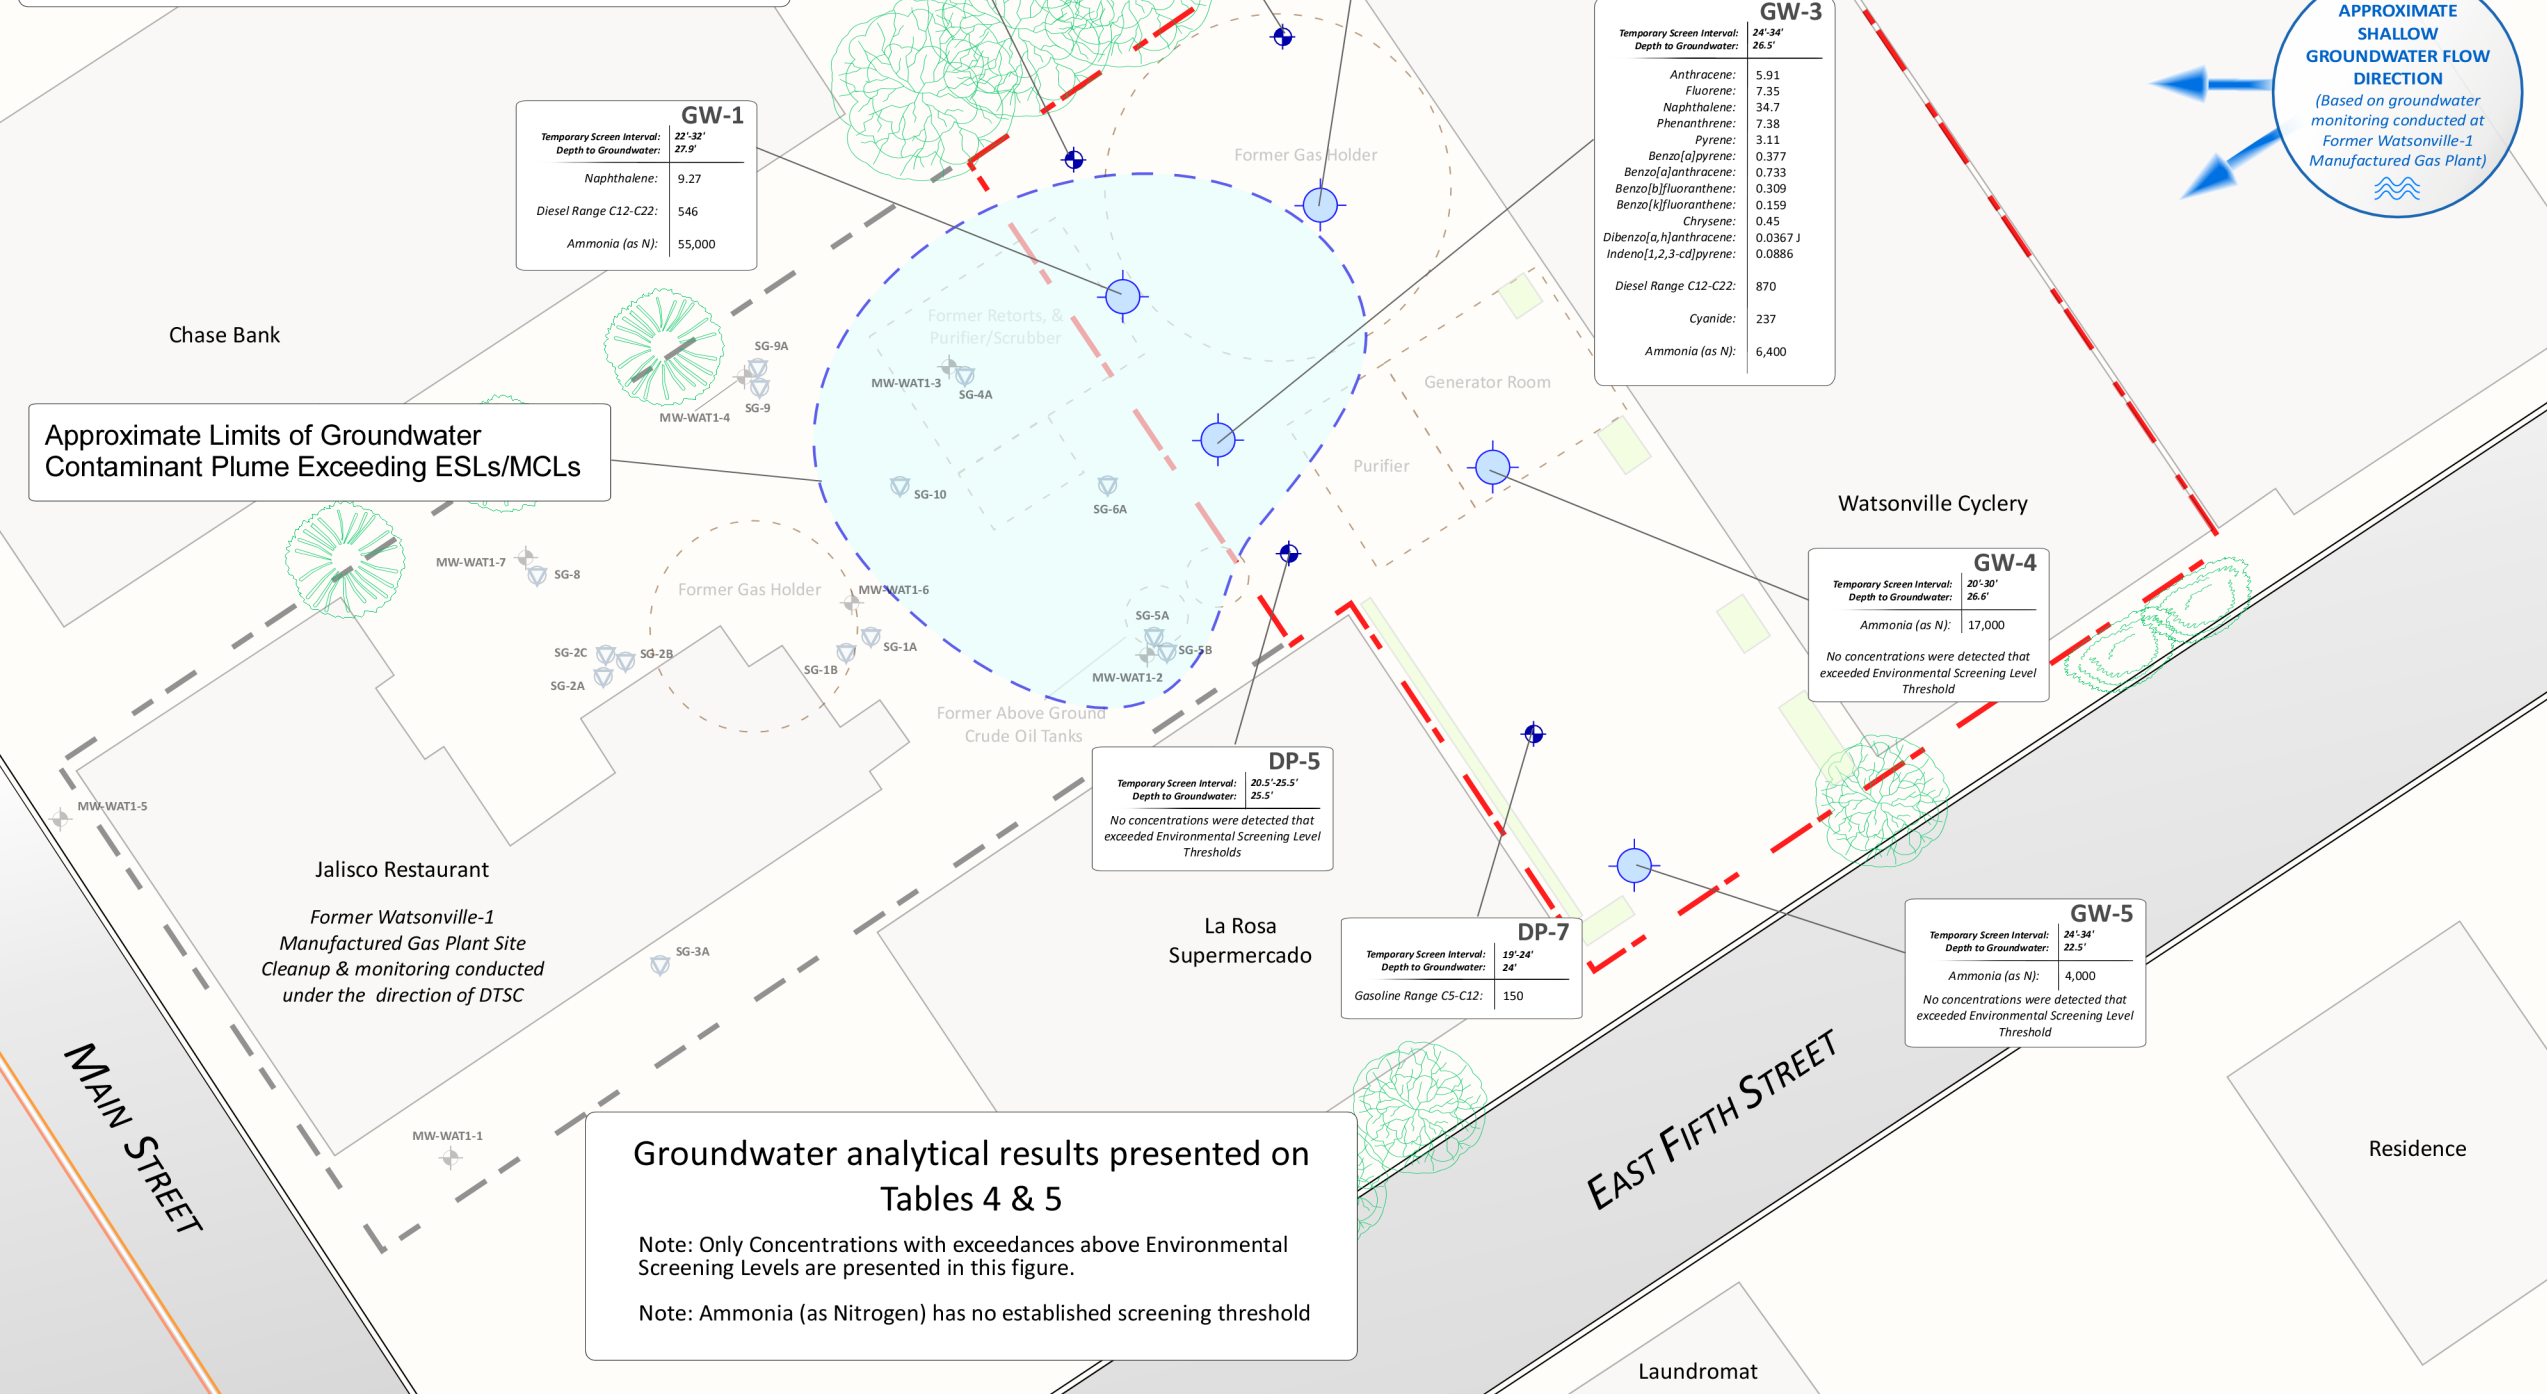 GW-3
Temporary Screen Interval: 24'-34'
Depth to Groundwater: 26.5'
Anthracene: 5.91
Fluorene: 7.35
Naphthalene: 34.7
Phenanthrene: 7.38
Pyrene: 3.11
Benzo[a]pyrene: 0.377
Benzo[a]anthracene: 0.733
Benzo[b]fluoranthene: 0.309
Benzo[k]fluoranthene: 0.159
Chrysene: 0.45
Dibenzo[a,h]anthracene: 0.0367 J
Indeno[1,2,3-cd]pyrene: 0.0886
Diesel Range C12-C22: 870
Cyanide: 237
Ammonia (as N): 6,400
APPROXIMATE
SHALLOW
GROUNDWATER FLOW
DIRECTION
(Based on groundwater
monitoring conducted at
Former Watsonville-1
Manufactured Gas Plant)
GW-1
Temporary Screen Interval: 22'-32'
Depth to Groundwater: 27.9'
Naphthalene: 9.27
Diesel Range C12-C22: 546
Ammonia (as N): 55,000
Former Gas Holder
Chase Bank
Former Retorts, &
Purifier/Scrubber
SG-9A
MW-WAT1-3
SG-4A
SG-9
MW-WAT1-4
Generator Room
Purifier
Approximate Limits of Groundwater
Contaminant Plume Exceeding ESLs/MCLs
SG-10
SG-6A
Watsonville Cyclery
MW-WAT1-7
SG-8
Former Gas Holder
MW-WAT1-6
SG-5A
SG-5B
SG-1A
SG-1B
SG-2C
SG-2B
SG-2A
MW-WAT1-2
Former Above Ground
Crude Oil Tanks
GW-4
Temporary Screen Interval: 20'-30'
Depth to Groundwater: 26.6'
Ammonia (as N): 17,000
No concentrations were detected that
exceeded Environmental Screening Level
Threshold
DP-5
Temporary Screen Interval: 20.5'-25.5'
Depth to Groundwater: 25.5'
No concentrations were detected that
exceeded Environmental Screening Level
Thresholds
MW-WAT1-5
Jalisco Restaurant
Former Watsonville-1
Manufactured Gas Plant Site
Cleanup & monitoring conducted
under the direction of DTSC
SG-3A
La Rosa
Supermercado
DP-7
Temporary Screen Interval: 19'-24'
Depth to Groundwater: 24'
Gasoline Range C5-C12: 150
GW-5
Temporary Screen Interval: 24'-34'
Depth to Groundwater: 22.5'
Ammonia (as N): 4,000
No concentrations were detected that
exceeded Environmental Screening Level
Threshold
MAIN STREET
MW-WAT1-1
EAST FIFTH STREET
Residence
Groundwater analytical results presented on
Tables 4 & 5
Note: Only Concentrations with exceedances above Environmental
Screening Levels are presented in this figure.
Note: Ammonia (as Nitrogen) has no established screening threshold
Laundromat